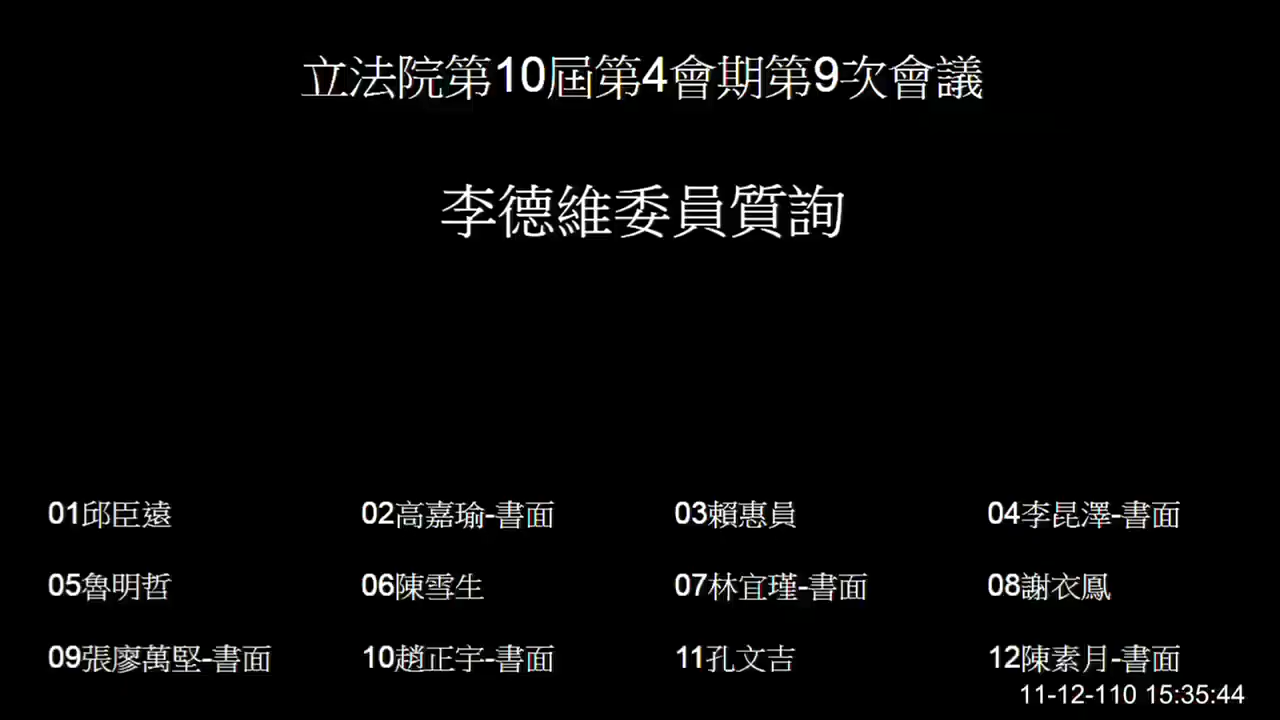 立法院第10屆第4會期第9次會議
李德維委員質詢
01邱臣遠 02高嘉瑜-書面 03賴惠員 04李昆澤-書面
05魯明哲 06陳雪生 07林宜瑾-書面 08謝衣鳳
09張廖萬堅-書面 10趙正宇-書面 11孔文吉 12陳素月-書面
11-12-110 15:35:44